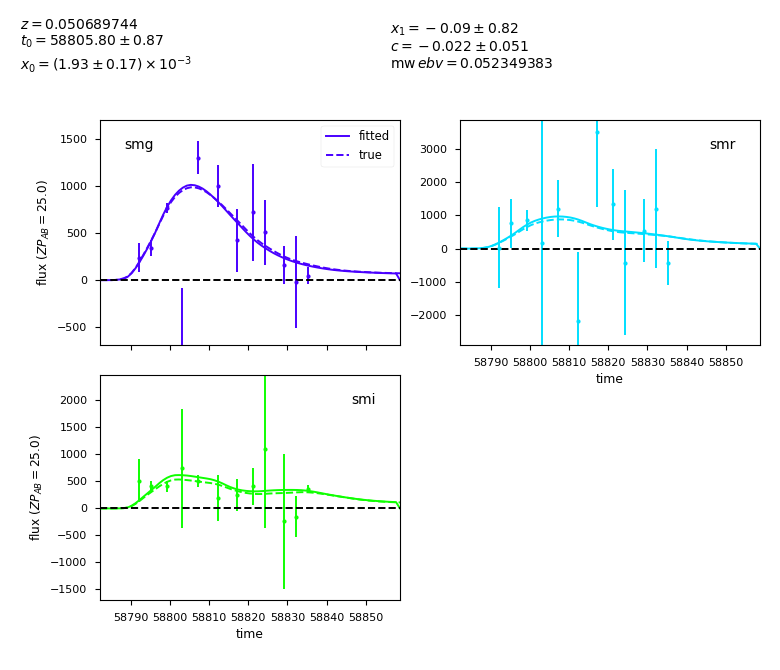 z = 0.050689744
t₀ = 58805.80 ± 0.87
x₀ = (1.93 ± 0.17) × 10⁻³
x₁ = −0.09 ± 0.82
c = −0.022 ± 0.051
mw ebv = 0.052349383
smg
fitted
true
1500
1000
500
0
−500
flux (ZP_AB = 25.0)
smr
3000
2000
1000
0
−1000
−2000
58790 58800 58810 58820 58830 58840 58850
time
smi
2000
1500
1000
500
0
−500
−1000
−1500
flux (ZP_AB = 25.0)
58790 58800 58810 58820 58830 58840 58850
time